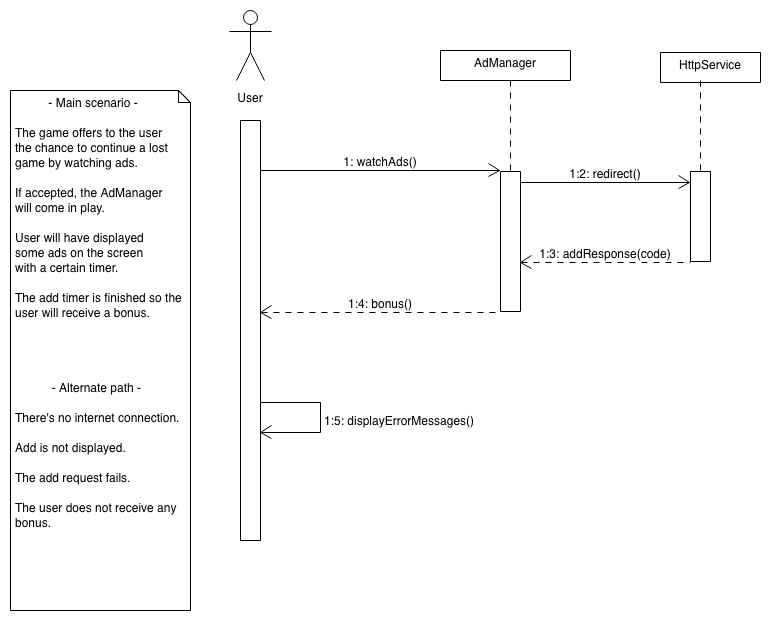 User
AdManager
HttpService
- Main scenario -
The game offers to the user
the chance to continue a lost
game by watching ads.
If accepted, the AdManager
will come in play.
User will have displayed
some ads on the screen
with a certain timer.
The add timer is finished so the
user will receive a bonus.
- Alternate path -
There's no internet connection.
Add is not displayed.
The add request fails.
The user does not receive any
bonus.
1: watchAds()
1:2: redirect()
1:3: addResponse(code)
1:4: bonus()
1:5: displayErrorMessages()